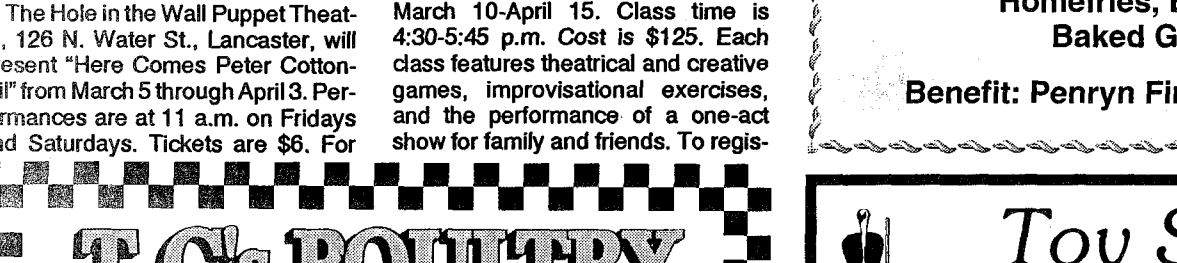 The Hole in the Wall Puppet Theat-
, 126 N. Water St., Lancaster, will
esent "Here Comes Peter Cotton-
il" from March 5 through April 3. Per-
rmances are at 11 a.m. on Fridays
d Saturdays. Tickets are $6. For
March 10-April 15. Class time is
4:30-5:45 p.m. Cost is $125. Each
class features theatrical and creative
games, improvisational exercises,
and the performance of a one-act
show for family and friends. To regis-
Homefries,
Baked G
Benefit: Penryn Fi
T.C's POULTRY
Toy S